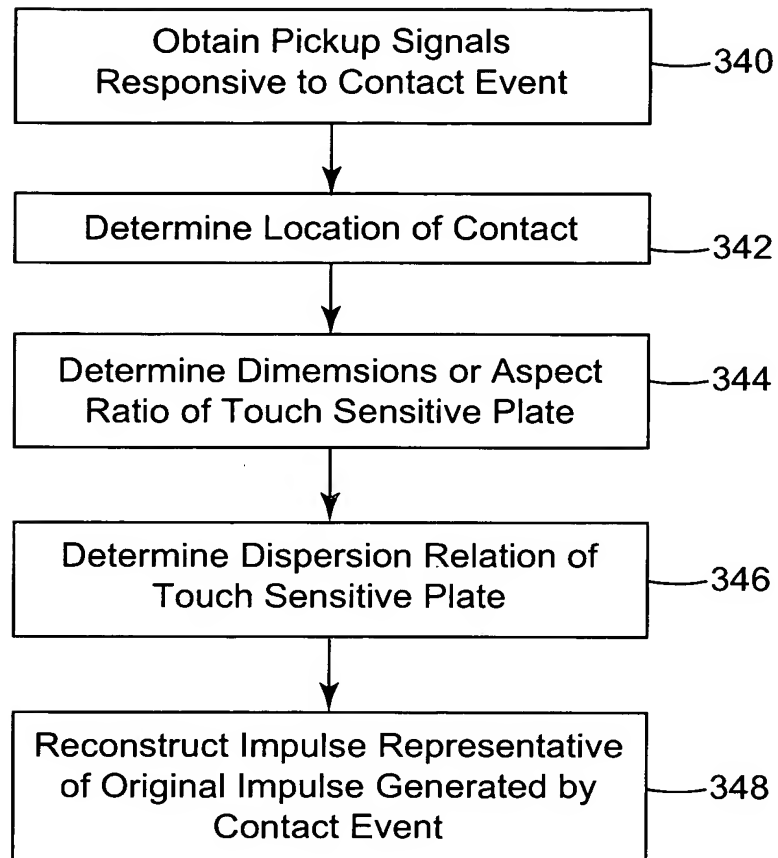 Obtain Pickup Signals
Responsive to Contact Event
340
Determine Location of Contact
342
Determine Dimemsions or Aspect
Ratio of Touch Sensitive Plate
344
Determine Dispersion Relation of
Touch Sensitive Plate
346
Reconstruct Impulse Representative
of Original Impulse Generated by
Contact Event
348